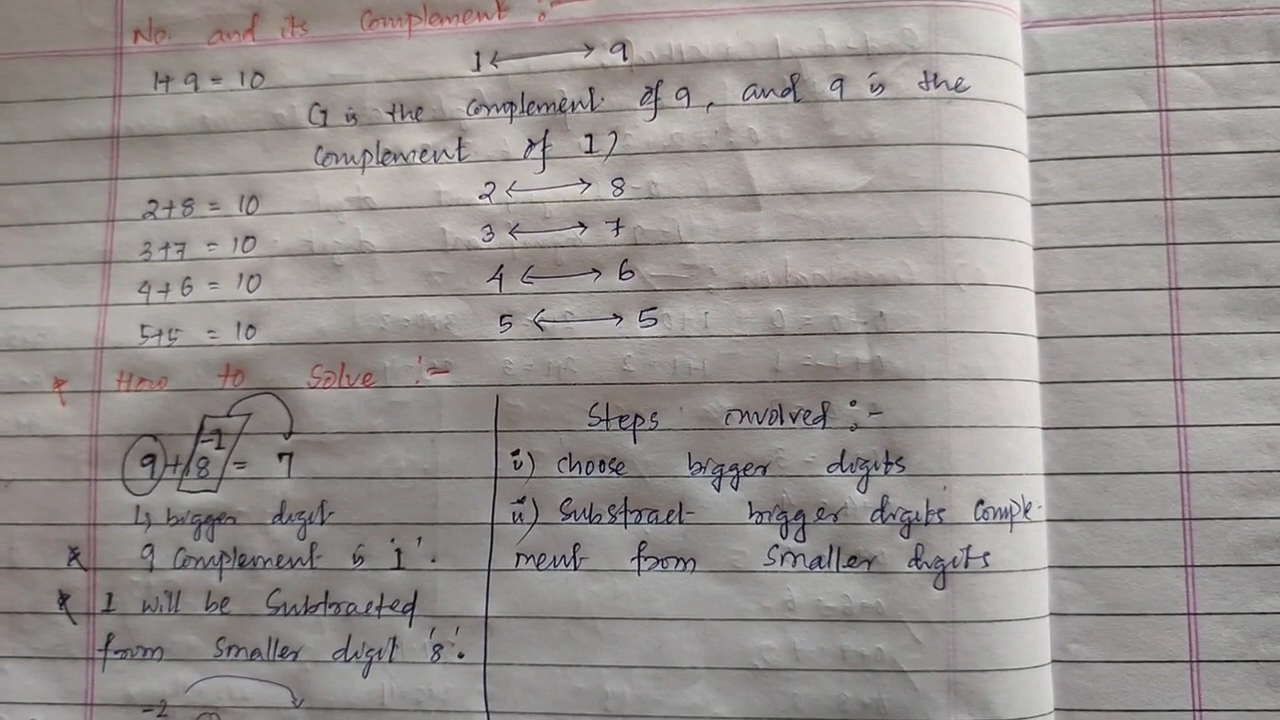 No. and its Complement :-
1+9 = 10
1 ↔ 9
(1 is the complement of 9, and 9 is the
complement of 1)
2+8 = 10
2 ↔ 8
3+7 = 10
3 ↔ 7
4+6 = 10
4 ↔ 6
5+5 = 10
5 ↔ 5
* How to Solve :-
-1
9 + 8 = 7
↳ bigger digit
* 9 Complement is '1'.
* 1 will be Subtracted
from smaller digit '8'.
Steps involved :-
i) choose bigger digits
ii) Substract bigger digits Comple-
ment from smaller digits
-2